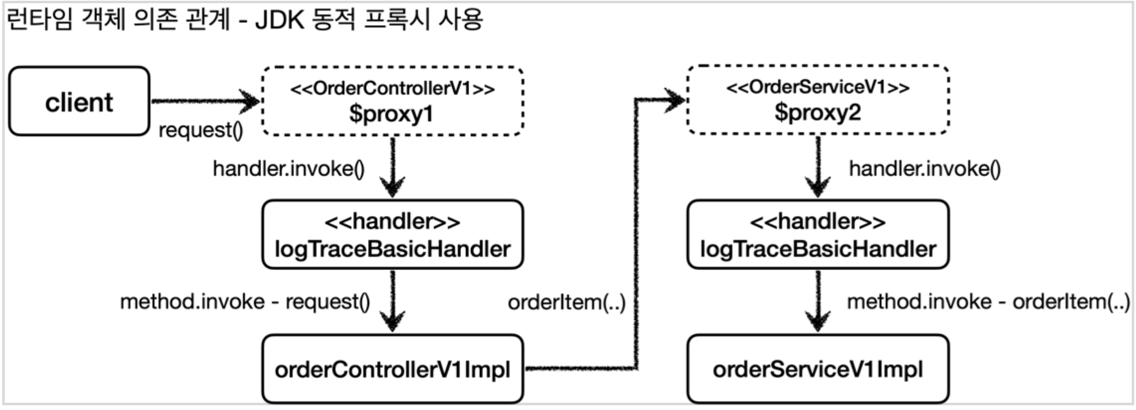 런타임 객체 의존 관계 - JDK 동적 프록시 사용
client
request()
<<OrderControllerV1>>
$proxy1
handler.invoke()
<<handler>>
logTraceBasicHandler
method.invoke - request()
orderControllerV1Impl
orderItem(..)
<<OrderServiceV1>>
$proxy2
handler.invoke()
<<handler>>
logTraceBasicHandler
method.invoke - orderItem(..)
orderServiceV1Impl